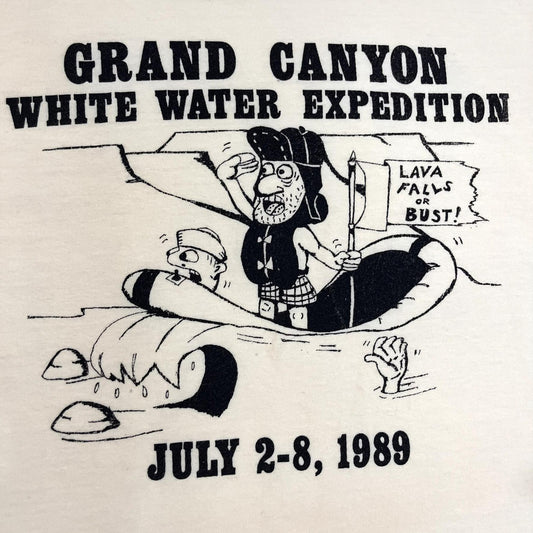 GRAND CANYON
WHITE WATER EXPEDITION
LAVA
FALLS
OR
BUST!
JULY 2-8, 1989